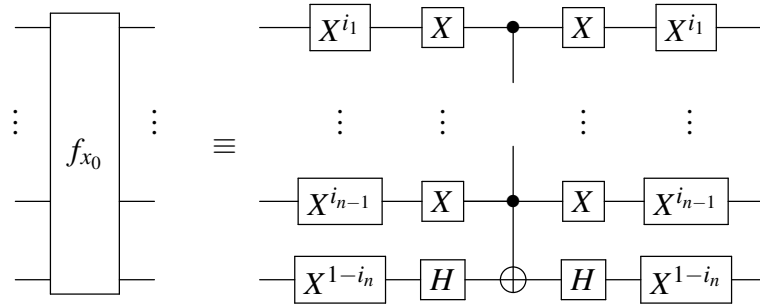 $X^{i_1}$ $X$ $X$ $X^{i_1}$
⋮ ⋮ ⋮ ⋮ ⋮ ⋮
$f_{x_0}$ ≡
$X^{i_{n-1}}$ $X$ $X$ $X^{i_{n-1}}$
$X^{1-i_n}$ $H$ $H$ $X^{1-i_n}$